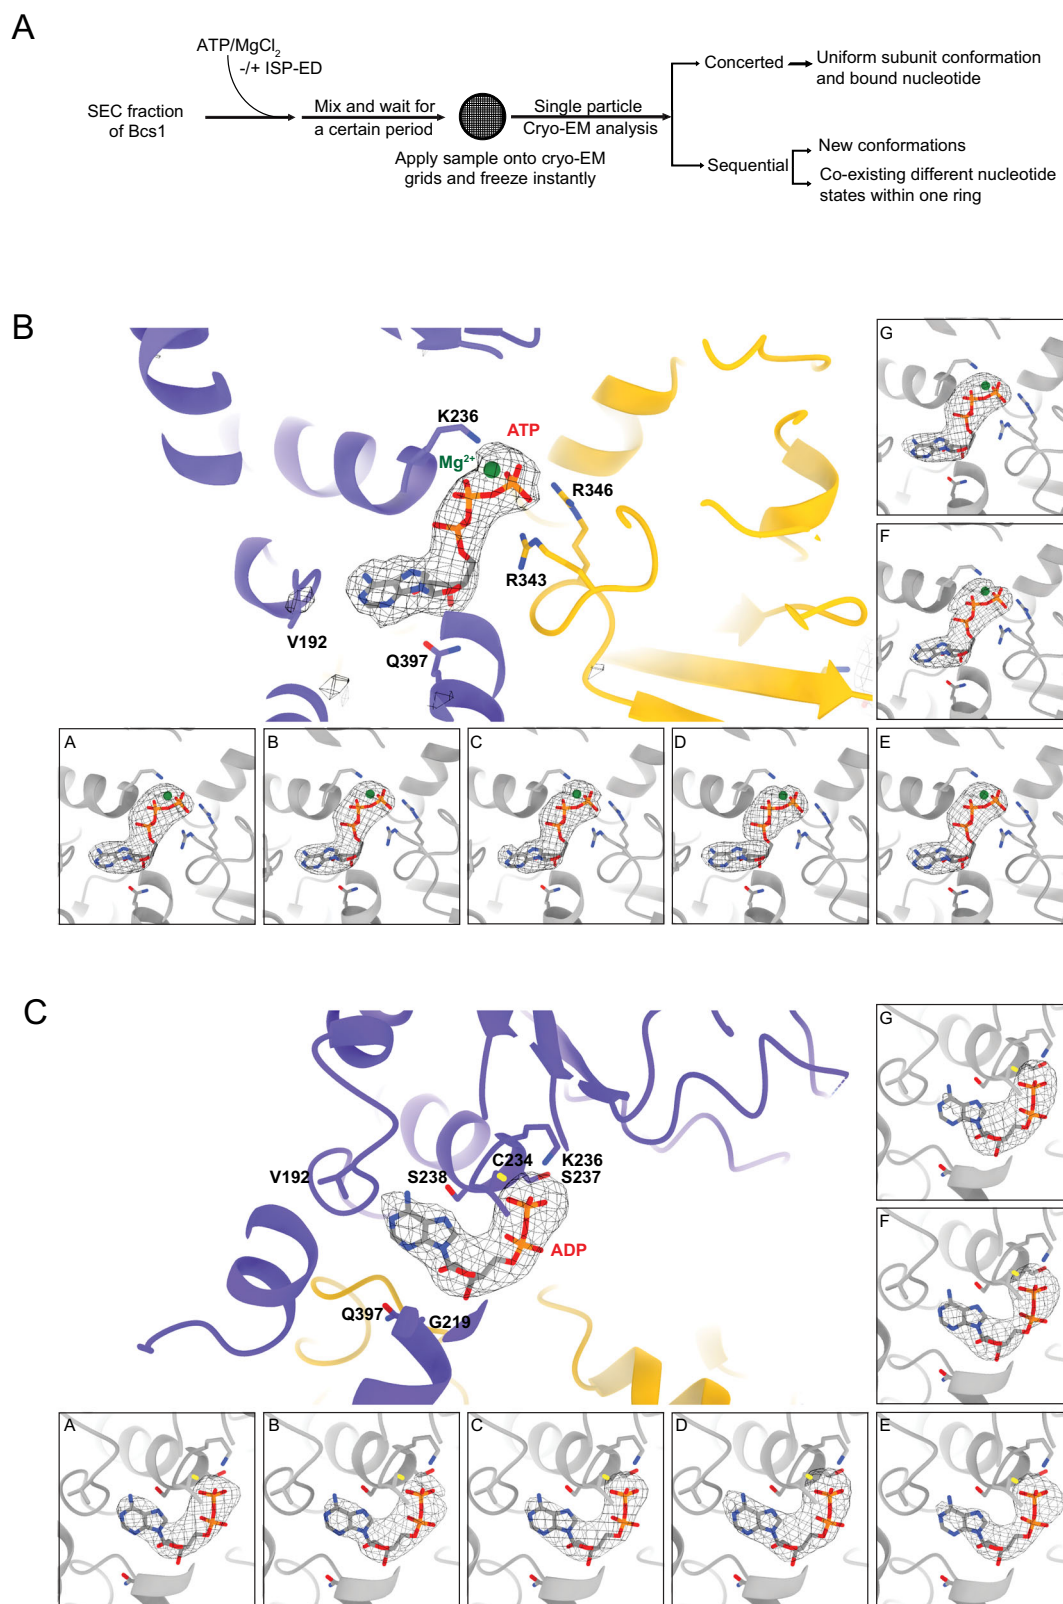 A
ATP/MgCl₂
-/+ ISP-ED
SEC fraction
of Bcs1
Mix and wait for
a certain period
Apply sample onto cryo-EM
grids and freeze instantly
Single particle
Cryo-EM analysis
Concerted
Uniform subunit conformation
and bound nucleotide
Sequential
New conformations
Co-existing different nucleotide
states within one ring
B
K236
ATP
Mg²⁺
R346
R343
V192
Q397
G
F
A
B
C
D
E
C
V192
S238
C234
K236
S237
ADP
Q397
G219
G
F
A
B
C
D
E